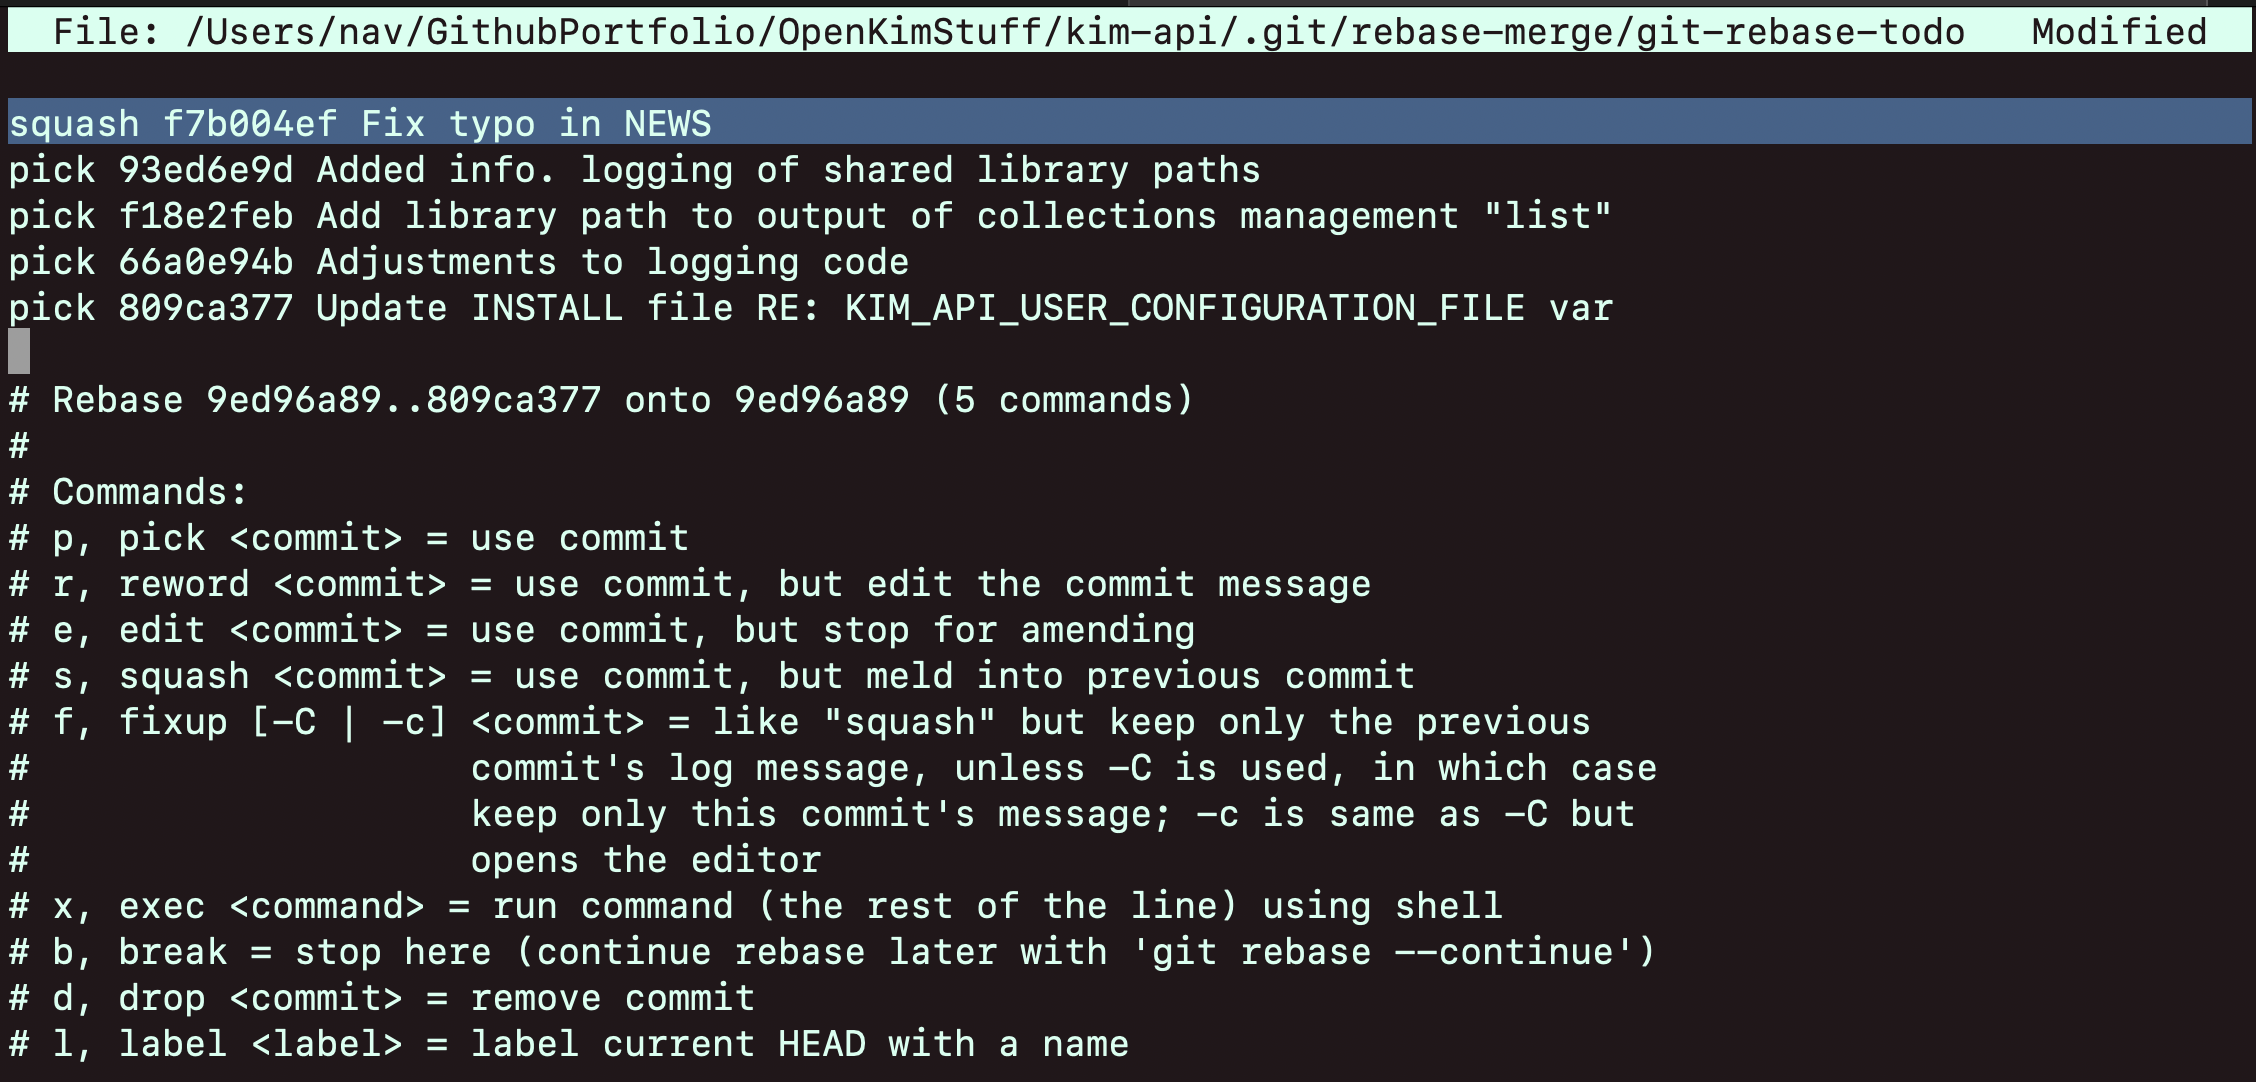 File: /Users/nav/GithubPortfolio/OpenKimStuff/kim-api/.git/rebase-merge/git-rebase-todo   Modified
squash f7b004ef Fix typo in NEWS
pick 93ed6e9d Added info. logging of shared library paths
pick f18e2feb Add library path to output of collections management "list"
pick 66a0e94b Adjustments to logging code
pick 809ca377 Update INSTALL file RE: KIM_API_USER_CONFIGURATION_FILE var
# Rebase 9ed96a89..809ca377 onto 9ed96a89 (5 commands)
#
# Commands:
# p, pick <commit> = use commit
# r, reword <commit> = use commit, but edit the commit message
# e, edit <commit> = use commit, but stop for amending
# s, squash <commit> = use commit, but meld into previous commit
# f, fixup [-C | -c] <commit> = like "squash" but keep only the previous
#                    commit's log message, unless -C is used, in which case
#                    keep only this commit's message; -c is same as -C but
#                    opens the editor
# x, exec <command> = run command (the rest of the line) using shell
# b, break = stop here (continue rebase later with 'git rebase --continue')
# d, drop <commit> = remove commit
# l, label <label> = label current HEAD with a name